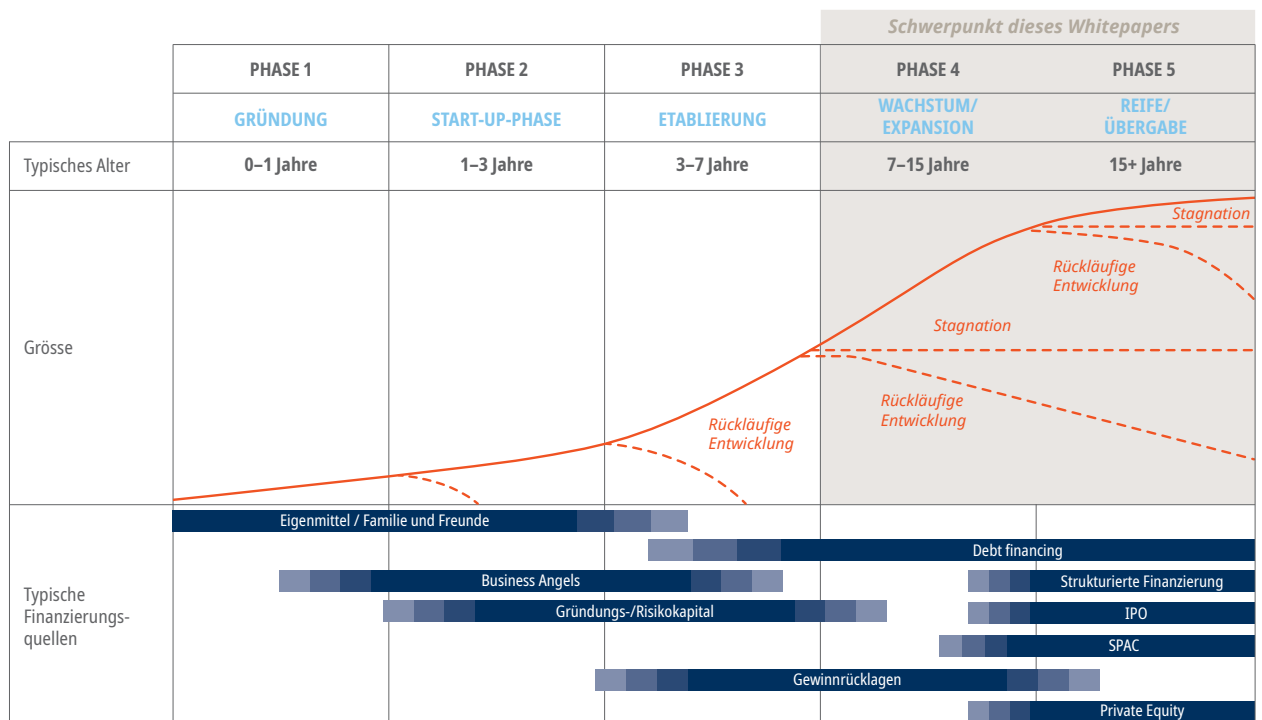 Schwerpunkt dieses Whitepapers
PHASE 1
PHASE 2
PHASE 3
PHASE 4
PHASE 5
GRÜNDUNG
START-UP-PHASE
ETABLIERUNG
WACHSTUM/
EXPANSION
REIFE/
ÜBERGABE
Typisches Alter
0–1 Jahre
1–3 Jahre
3–7 Jahre
7–15 Jahre
15+ Jahre
Grösse
Stagnation
Rückläufige
Entwicklung
Stagnation
Rückläufige
Entwicklung
Rückläufige
Entwicklung
Typische
Finanzierungs-
quellen
Eigenmittel / Familie und Freunde
Debt financing
Business Angels
Strukturierte Finanzierung
Gründungs-/Risikokapital
IPO
SPAC
Gewinnrücklagen
Private Equity